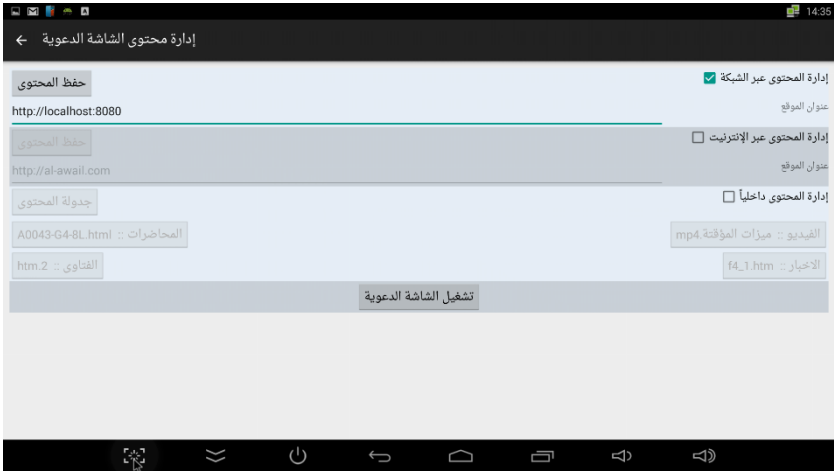 14:35
إدارة محتوى الشاشة الدعوية
إدارة المحتوى عبر الشبكة
حفظ المحتوى
عنوان الموقع
http://localhost:8080
إدارة المحتوى عبر الإنترنيت
حفظ المحتوى
عنوان الموقع
http://al-awail.com
إدارة المحتوى داخلياً
جدولة المحتوى
الفيديو :: ميزات المؤقتة.mp4
المحاضرات :: A0043-G4-8L.html
الاخبار :: f4_1.htm
الفتاوى :: 2.htm
تشغيل الشاشة الدعوية